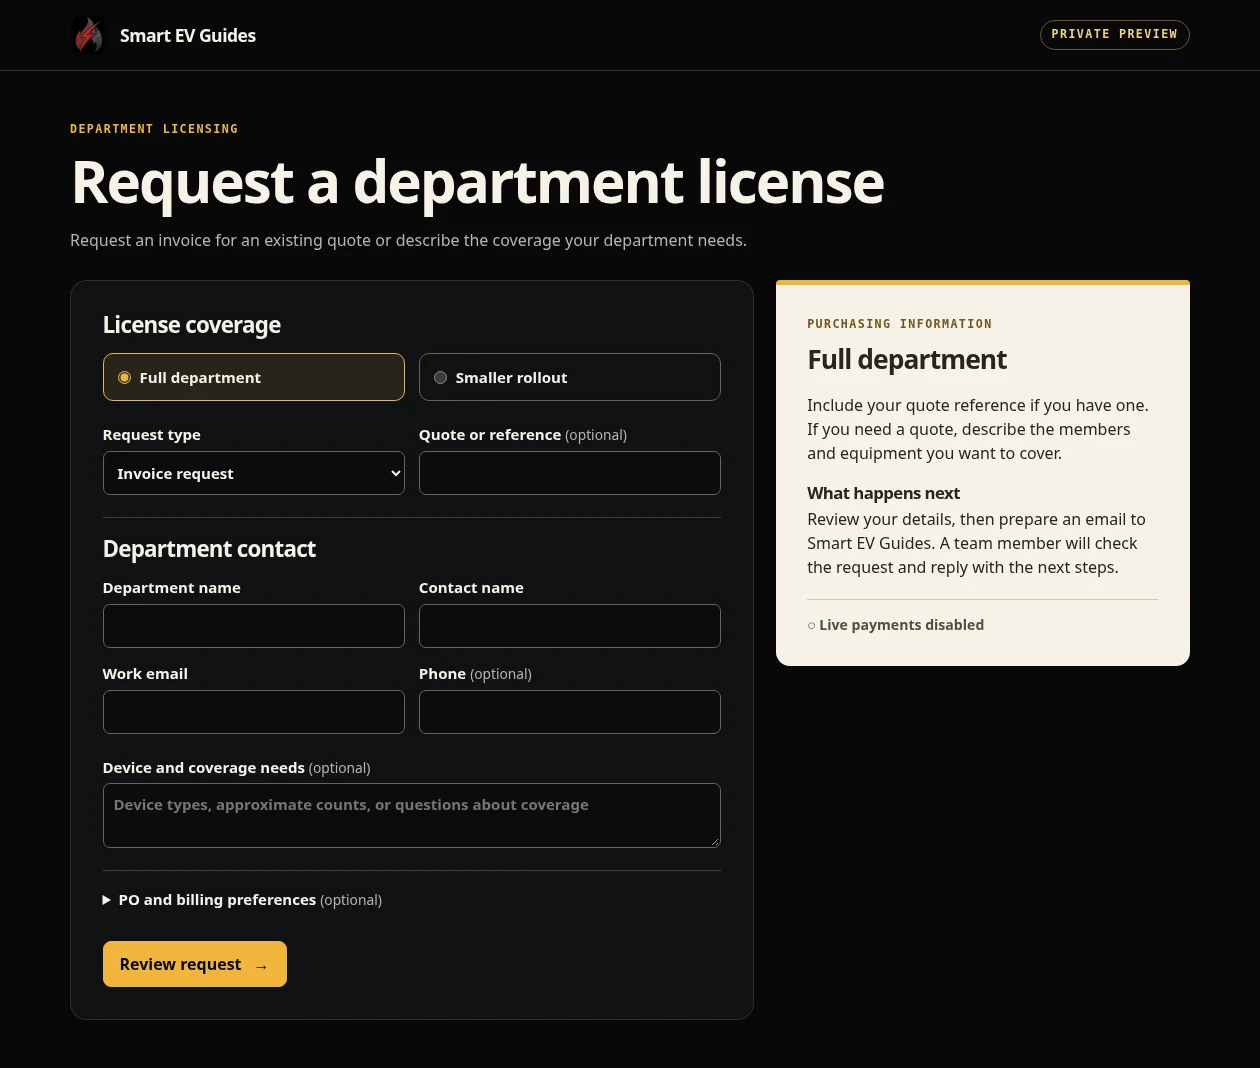 Smart EV Guides
PRIVATE PREVIEW
DEPARTMENT LICENSING
Request a department license
Request an invoice for an existing quote or describe the coverage your department needs.
License coverage
Full department
Smaller rollout
Request type
Quote or reference (optional)
Invoice request
Department contact
Department name
Contact name
Work email
Phone (optional)
Device and coverage needs (optional)
Device types, approximate counts, or questions about coverage
PO and billing preferences (optional)
Review request →
PURCHASING INFORMATION
Full department
Include your quote reference if you have one.
If you need a quote, describe the members
and equipment you want to cover.
What happens next
Review your details, then prepare an email to
Smart EV Guides. A team member will check
the request and reply with the next steps.
○ Live payments disabled